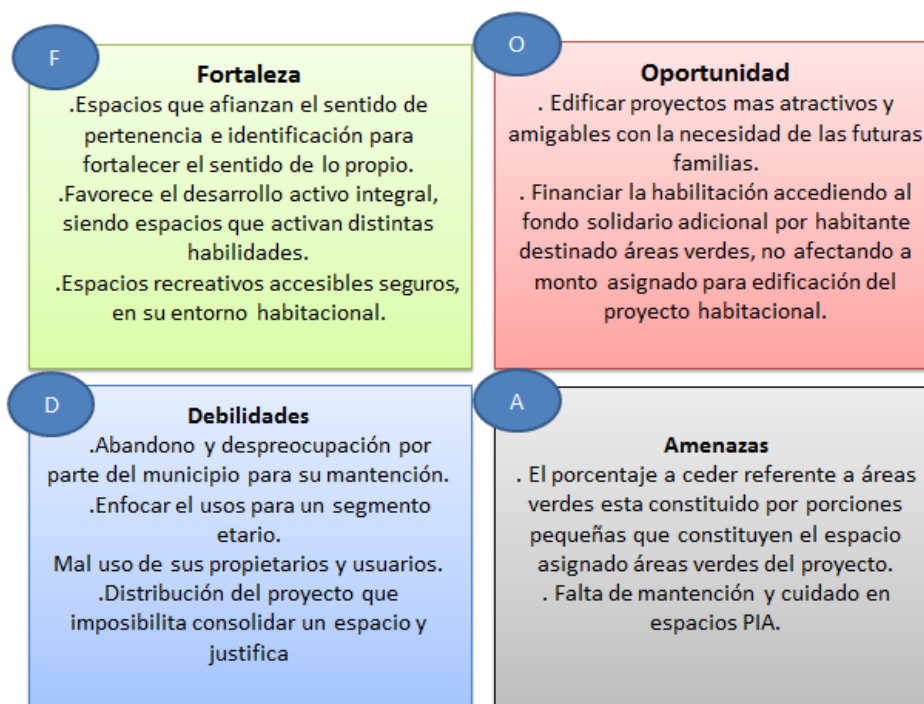 F
Fortaleza
.Espacios que afianzan el sentido de
pertenencia e identificación para
fortalecer el sentido de lo propio.
.Favorece el desarrollo activo integral,
siendo espacios que activan distintas
habilidades.
.Espacios recreativos accesibles seguros,
en su entorno habitacional.
O
Oportunidad
. Edificar proyectos mas atractivos y
amigables con la necesidad de las futuras
familias.
. Financiar la habilitación accediendo al
fondo solidario adicional por habitante
destinado áreas verdes, no afectando a
monto asignado para edificación del
proyecto habitacional.
D
Debilidades
.Abandono y despreocupación por
parte del municipio para su mantención.
.Enfocar el usos para un segmento
etario.
Mal uso de sus propietarios y usuarios.
.Distribución del proyecto que
imposibilita consolidar un espacio y
justifica
A
Amenazas
. El porcentaje a ceder referente a áreas
verdes esta constituido por porciones
pequeñas que constituyen el espacio
asignado áreas verdes del proyecto.
. Falta de mantención y cuidado en
espacios PIA.